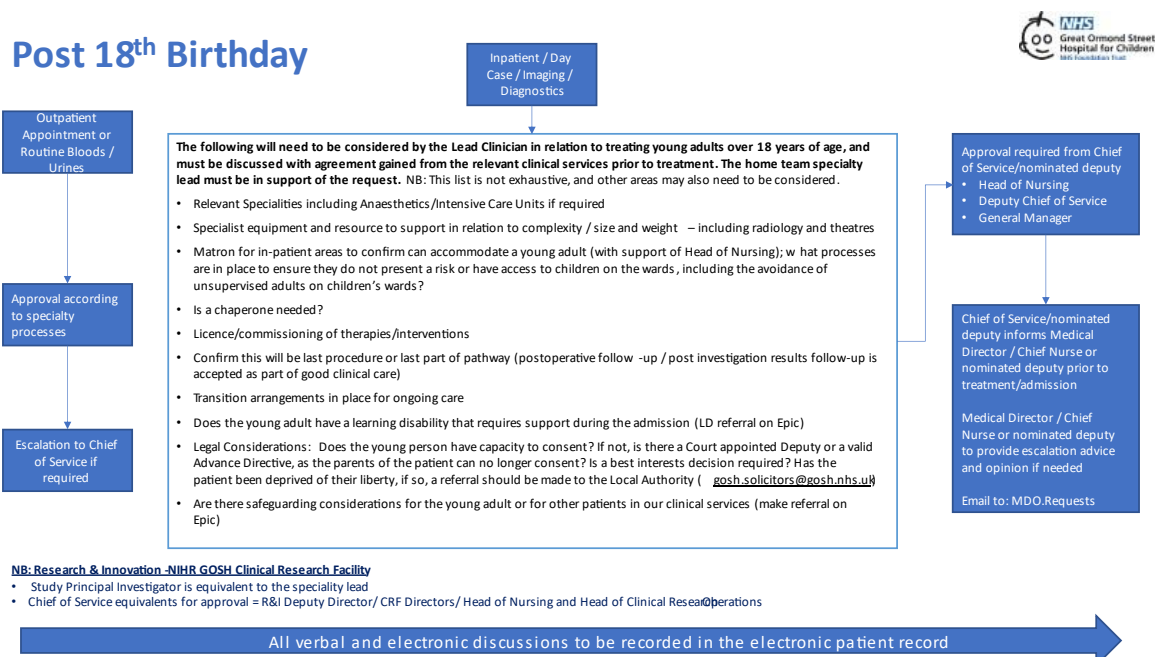 Post 18th Birthday
NHS
Great Ormond Street
Hospital for Children
NHS Foundation Trust
Inpatient / Day
Case / Imaging /
Diagnostics
Outpatient
Appointment or
Routine Bloods /
Urines
Approval according
to specialty
processes
Escalation to Chief
of Service if
required
The following will need to be considered by the Lead Clinician in relation to treating young adults over 18 years of age, and
must be discussed with agreement gained from the relevant clinical services prior to treatment. The home team specialty
lead must be in support of the request. NB: This list is not exhaustive, and other areas may also need to be considered.
• Relevant Specialities including Anaesthetics/Intensive Care Units if required
• Specialist equipment and resource to support in relation to complexity / size and weight – including radiology and theatres
• Matron for in-patient areas to confirm can accommodate a young adult (with support of Head of Nursing); w hat processes
are in place to ensure they do not present a risk or have access to children on the wards, including the avoidance of
unsupervised adults on children's wards?
• Is a chaperone needed?
• Licence/commissioning of therapies/interventions
• Confirm this will be last procedure or last part of pathway (postoperative follow -up / post investigation results follow-up is
accepted as part of good clinical care)
• Transition arrangements in place for ongoing care
• Does the young adult have a learning disability that requires support during the admission (LD referral on Epic)
• Legal Considerations: Does the young person have capacity to consent? If not, is there a Court appointed Deputy or a valid
Advance Directive, as the parents of the patient can no longer consent? Is a best interests decision required? Has the
patient been deprived of their liberty, if so, a referral should be made to the Local Authority ( gosh.solicitors@gosh.nhs.uk)
• Are there safeguarding considerations for the young adult or for other patients in our clinical services (make referral on
Epic)
Approval required from Chief
of Service/nominated deputy
• Head of Nursing
• Deputy Chief of Service
• General Manager
Chief of Service/nominated
deputy informs Medical
Director / Chief Nurse or
nominated deputy prior to
treatment/admission
Medical Director / Chief
Nurse or nominated deputy
to provide escalation advice
and opinion if needed
Email to: MDO.Requests
NB: Research & Innovation -NIHR GOSH Clinical Research Facility
• Study Principal Investigator is equivalent to the speciality lead
• Chief of Service equivalents for approval = R&I Deputy Director/ CRF Directors/ Head of Nursing and Head of Clinical Research Operations
All verbal and electronic discussions to be recorded in the electronic patient record